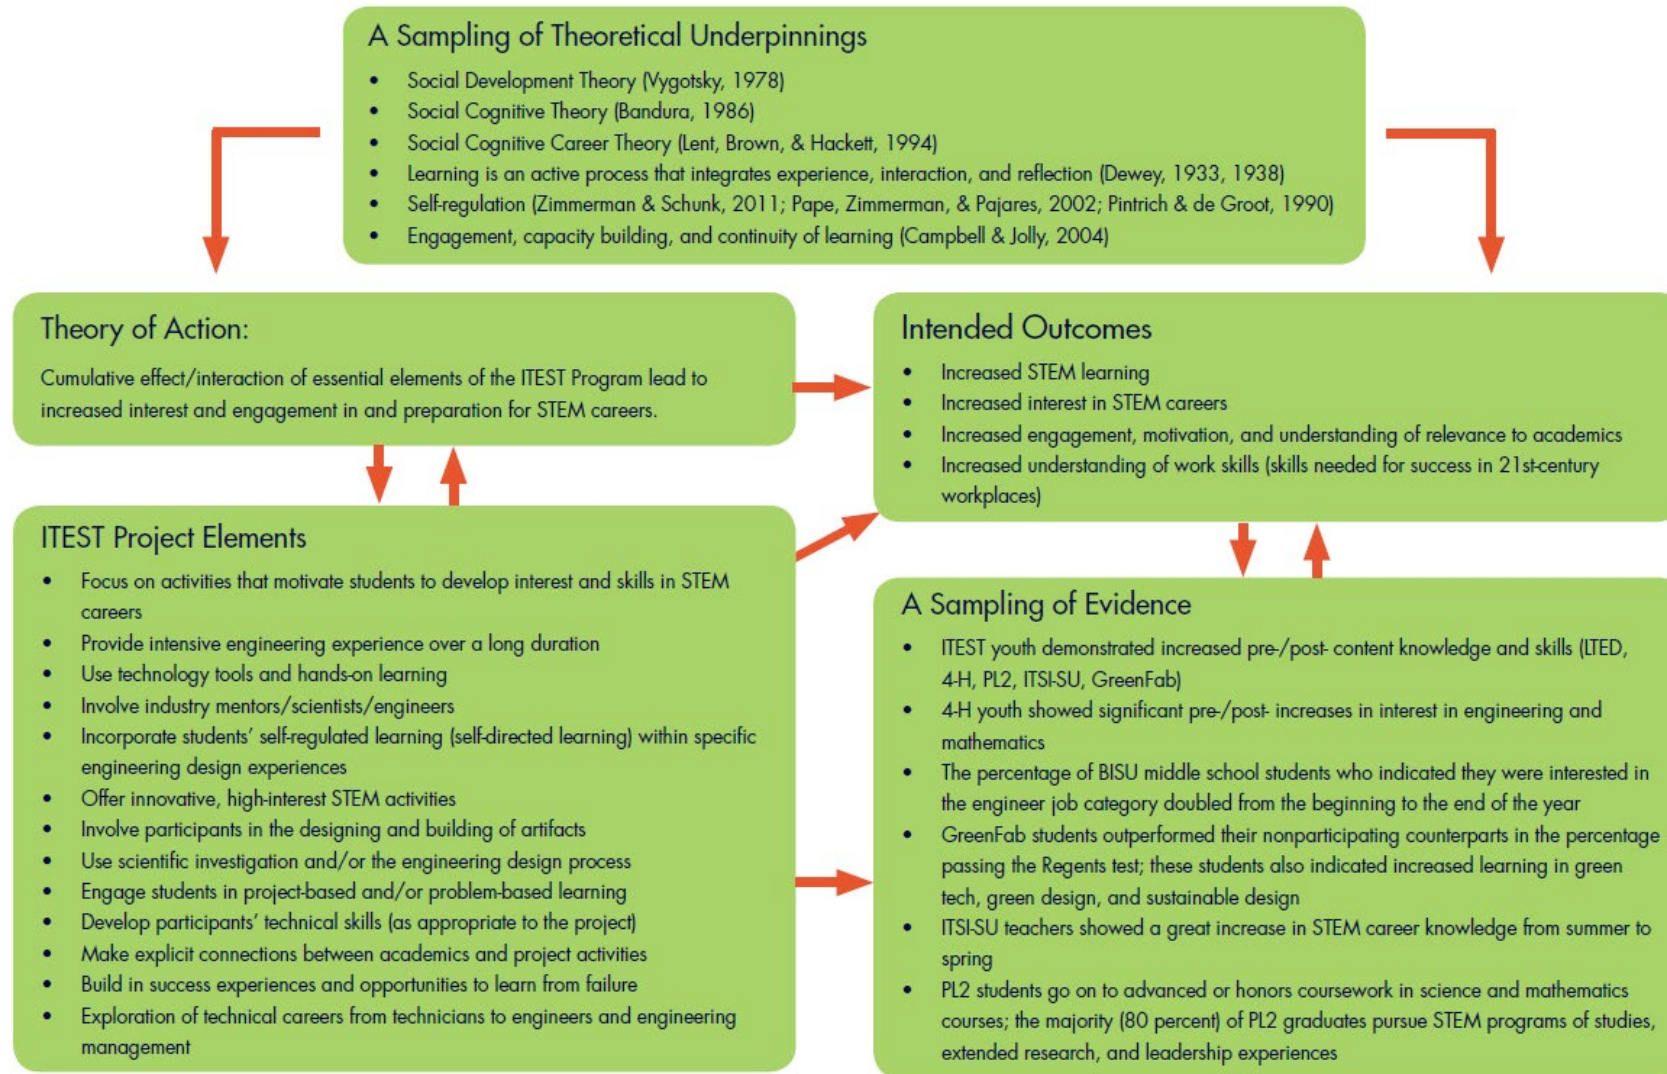 A Sampling of Theoretical Underpinnings
• Social Development Theory (Vygotsky, 1978)
• Social Cognitive Theory (Bandura, 1986)
• Social Cognitive Career Theory (Lent, Brown, & Hackett, 1994)
• Learning is an active process that integrates experience, interaction, and reflection (Dewey, 1933, 1938)
• Self-regulation (Zimmerman & Schunk, 2011; Pape, Zimmerman, & Pajares, 2002; Pintrich & de Groot, 1990)
• Engagement, capacity building, and continuity of learning (Campbell & Jolly, 2004)
Theory of Action:
Cumulative effect/interaction of essential elements of the ITEST Program lead to
increased interest and engagement in and preparation for STEM careers.
Intended Outcomes
• Increased STEM learning
• Increased interest in STEM careers
• Increased engagement, motivation, and understanding of relevance to academics
• Increased understanding of work skills (skills needed for success in 21st-century
workplaces)
ITEST Project Elements
• Focus on activities that motivate students to develop interest and skills in STEM
careers
• Provide intensive engineering experience over a long duration
• Use technology tools and hands-on learning
• Involve industry mentors/scientists/engineers
• Incorporate students' self-regulated learning (self-directed learning) within specific
engineering design experiences
• Offer innovative, high-interest STEM activities
• Involve participants in the designing and building of artifacts
• Use scientific investigation and/or the engineering design process
• Engage students in project-based and/or problem-based learning
• Develop participants' technical skills (as appropriate to the project)
• Make explicit connections between academics and project activities
• Build in success experiences and opportunities to learn from failure
• Exploration of technical careers from technicians to engineers and engineering
management
A Sampling of Evidence
• ITEST youth demonstrated increased pre-/post- content knowledge and skills (LTED,
4-H, PL2, ITSI-SU, GreenFab)
• 4-H youth showed significant pre-/post- increases in interest in engineering and
mathematics
• The percentage of BISU middle school students who indicated they were interested in
the engineer job category doubled from the beginning to the end of the year
• GreenFab students outperformed their nonparticipating counterparts in the percentage
passing the Regents test; these students also indicated increased learning in green
tech, green design, and sustainable design
• ITSI-SU teachers showed a great increase in STEM career knowledge from summer to
spring
• PL2 students go on to advanced or honors coursework in science and mathematics
courses; the majority (80 percent) of PL2 graduates pursue STEM programs of studies,
extended research, and leadership experiences